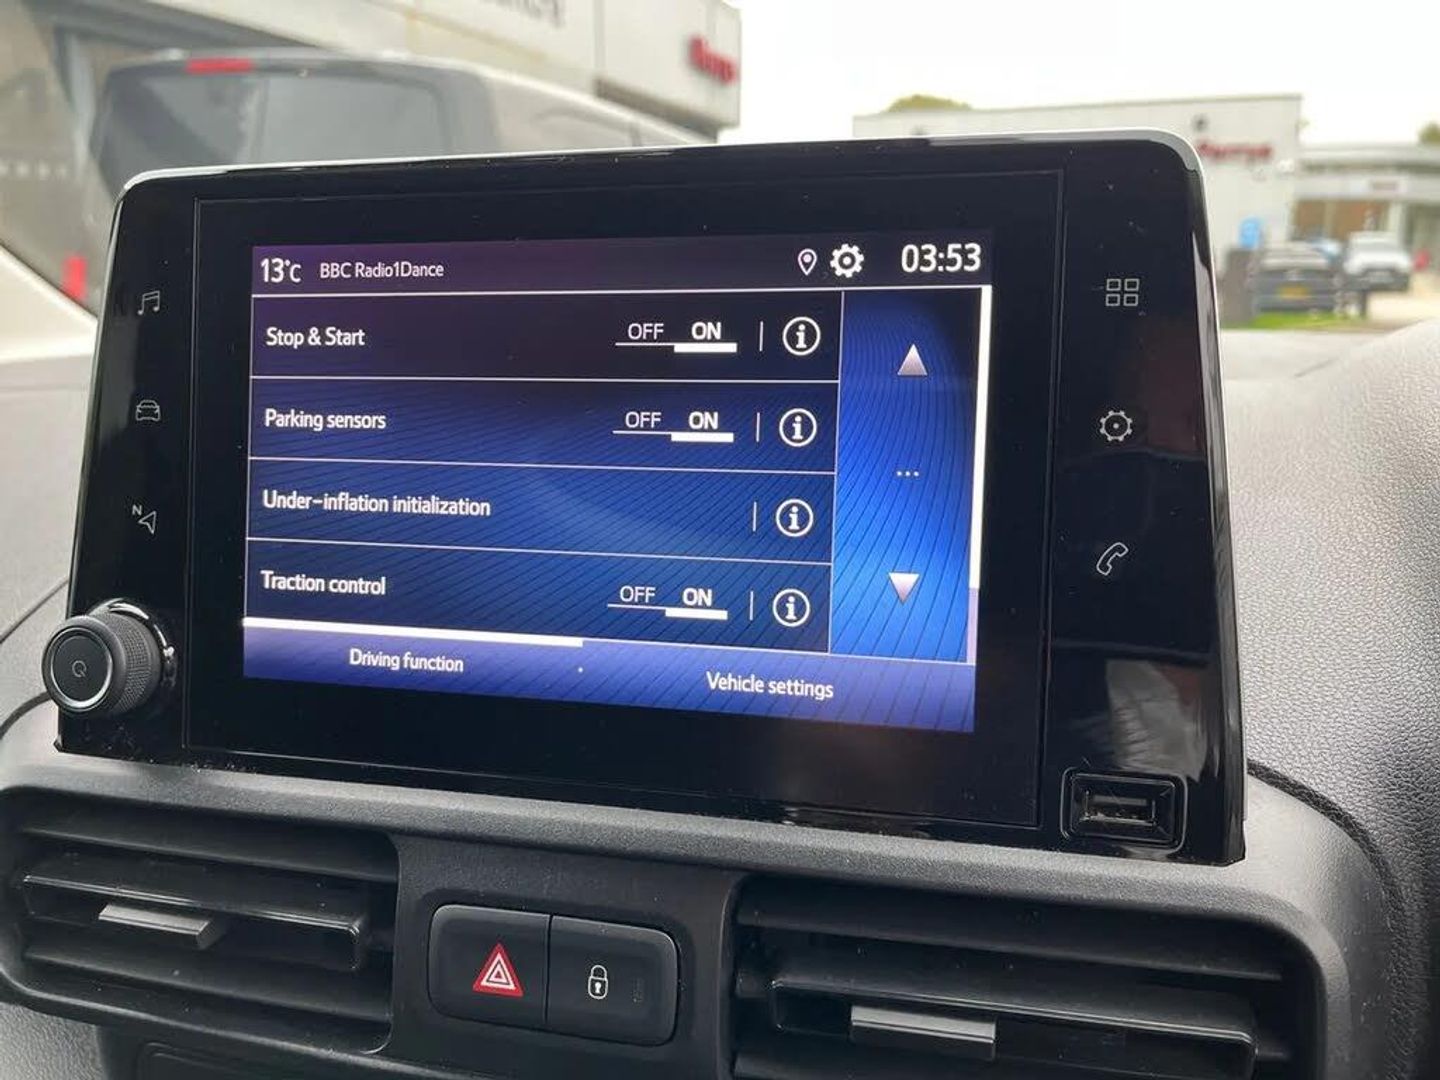 13°C BBC Radio1Dance 03:53
Stop & Start OFF ON
Parking sensors OFF ON
Under-inflation initialization
Traction control OFF ON
Driving function Vehicle settings
N